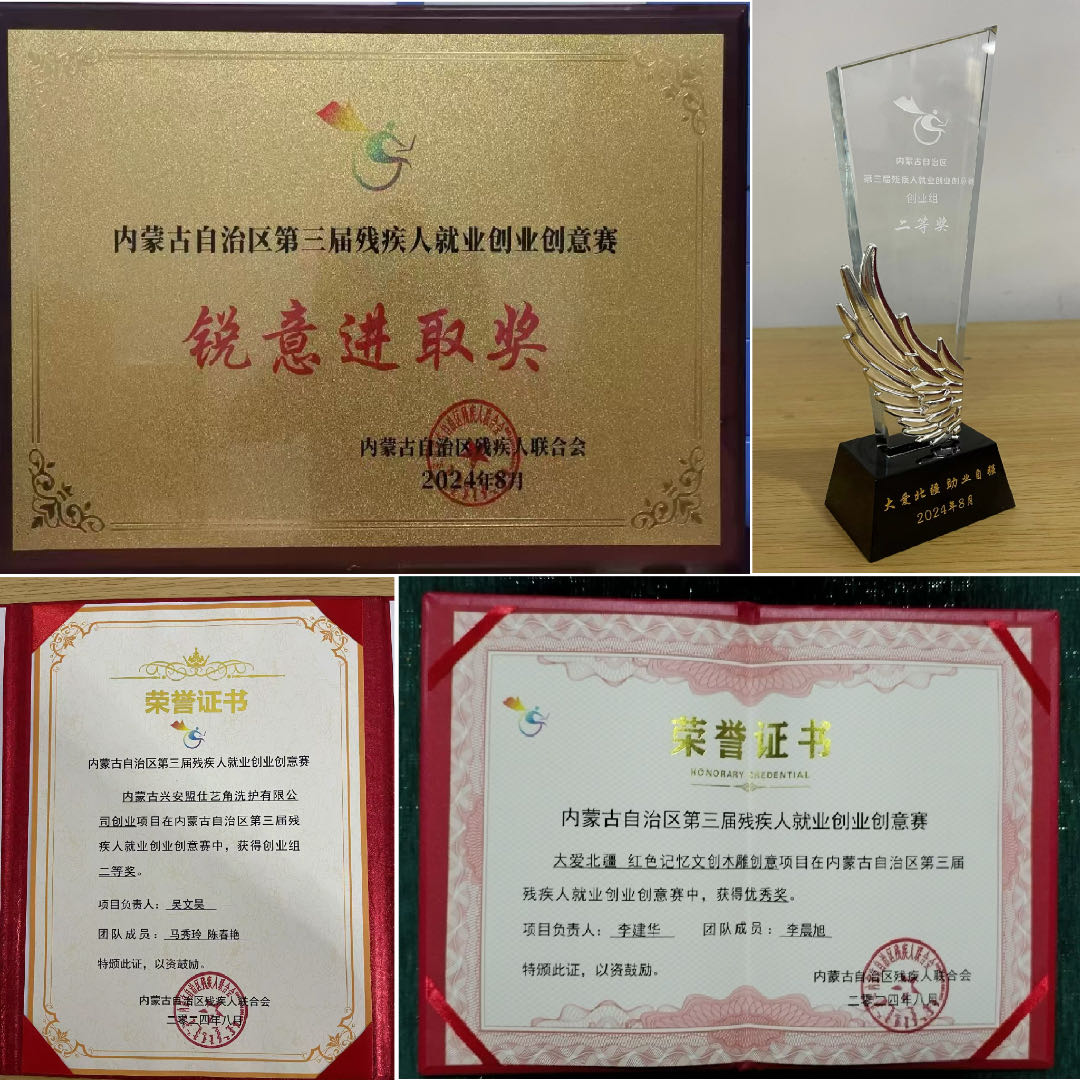 内蒙古自治区第三届残疾人就业创业创意赛
锐意进取奖
内蒙古自治区残疾人联合会
2024年8月
内蒙古自治区
第三届残疾人就业创业创意赛
创业组
二等奖
大爱北疆 助业自强
2024年8月
荣誉证书
内蒙古自治区第三届残疾人就业创业创意赛
内蒙古兴安盟仕艺角洗护有限公
司创业项目在内蒙古自治区第三届残
疾人就业创业创意赛中，获得创业组
二等奖。
项目负责人：吴文昊
团队成员：马秀玲 陈春艳
特颁此证，以资鼓励。
内蒙古自治区残疾人联合会
二零二四年八月
荣誉证书
HONORARY CREDENTIAL
内蒙古自治区第三届残疾人就业创业创意赛
大爱北疆 红色记忆文创木雕创意项目在内蒙古自治区第三届
残疾人就业创业创意赛中，获得优秀奖。
项目负责人：李建华 团队成员：李晨旭
特颁此证，以资鼓励。
内蒙古自治区残疾人联合会
二零二四年八月